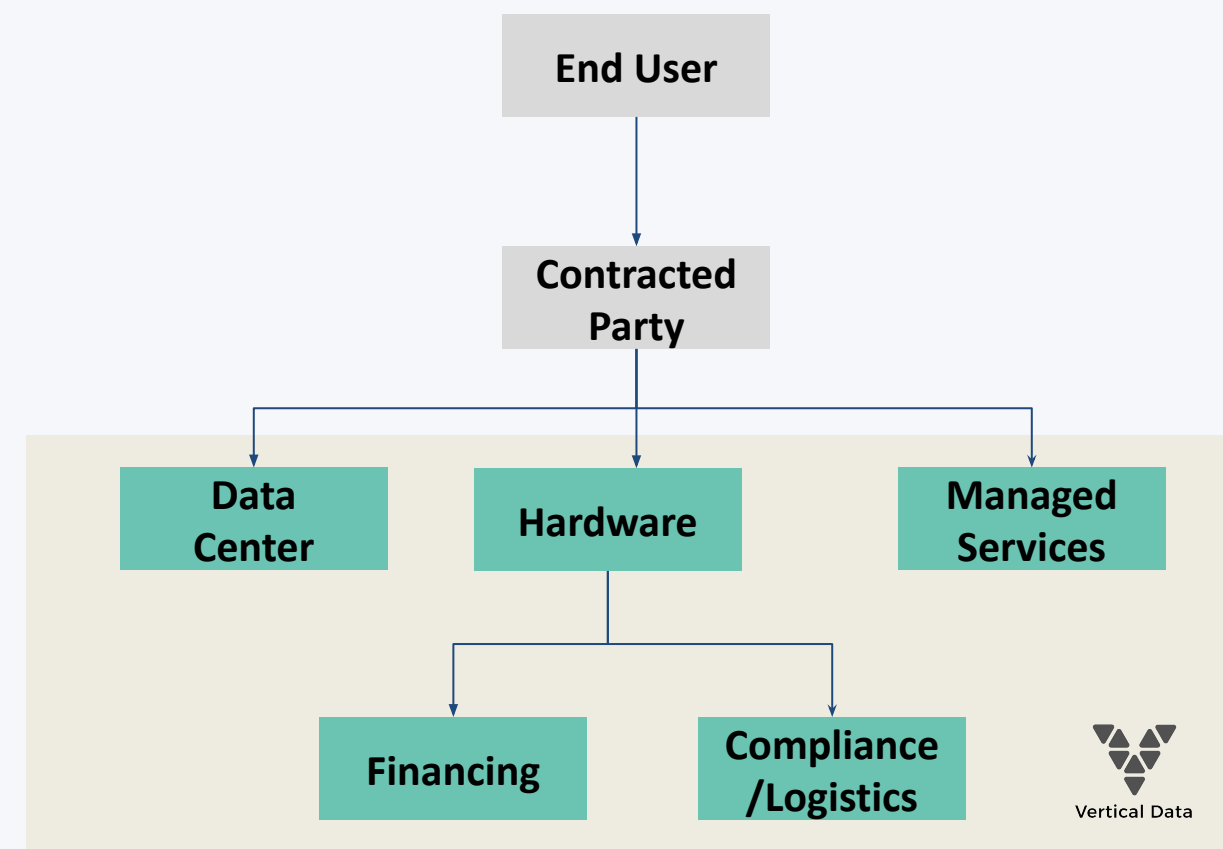 End User
Contracted
Party
Data
Center
Hardware
Managed
Services
Financing
Compliance
/Logistics
Vertical Data